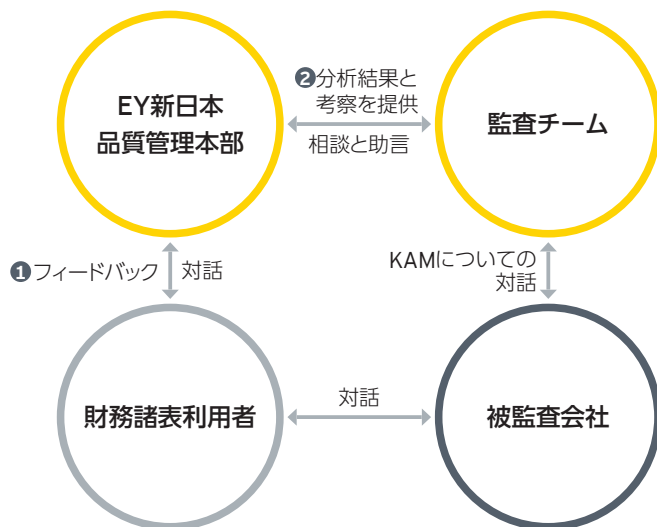 EY新日本
品質管理本部
❷分析結果と
考察を提供
相談と助言
監査チーム
❶フィードバック
対話
KAMについての
対話
財務諸表利用者
対話
被監査会社